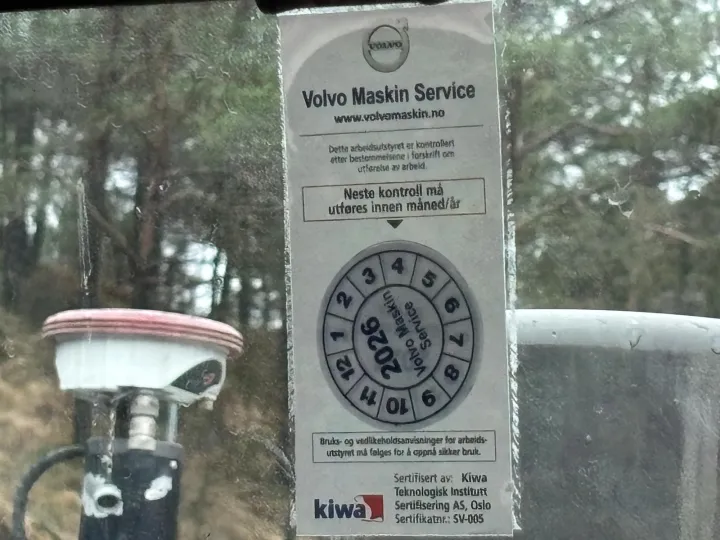 VOLVO
Volvo Maskin Service
www.volvomaskin.no
Dette arbeidsutstyret er kontrollert
etter bestemmelsene i forskrift om
utførelse av arbeid.
Neste kontroll må
utføres innen måned/år
1 2 3 4 5 6 7 8 9 10 11 12
2026
Volvo Maskin
Service
Bruks- og vedlikeholdsanvisninger for arbeids-
utstyret må følges for å oppnå sikker bruk.
kiwa
Sertifisert av: Kiwa
Teknologisk Institutt
Sertifisering AS, Oslo
Sertifikatnr.: SV-005